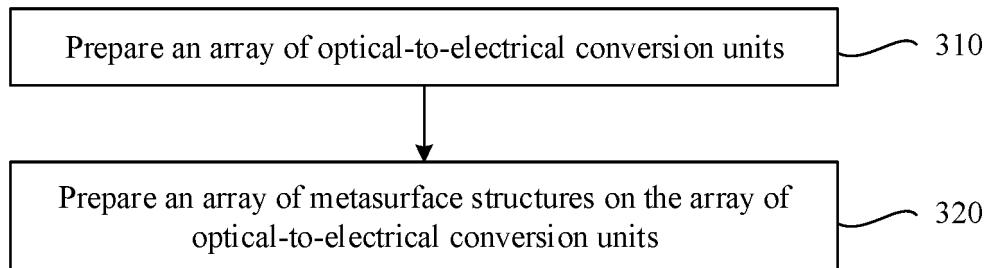 Prepare an array of optical-to-electrical conversion units
310
Prepare an array of metasurface structures on the array of
optical-to-electrical conversion units
320